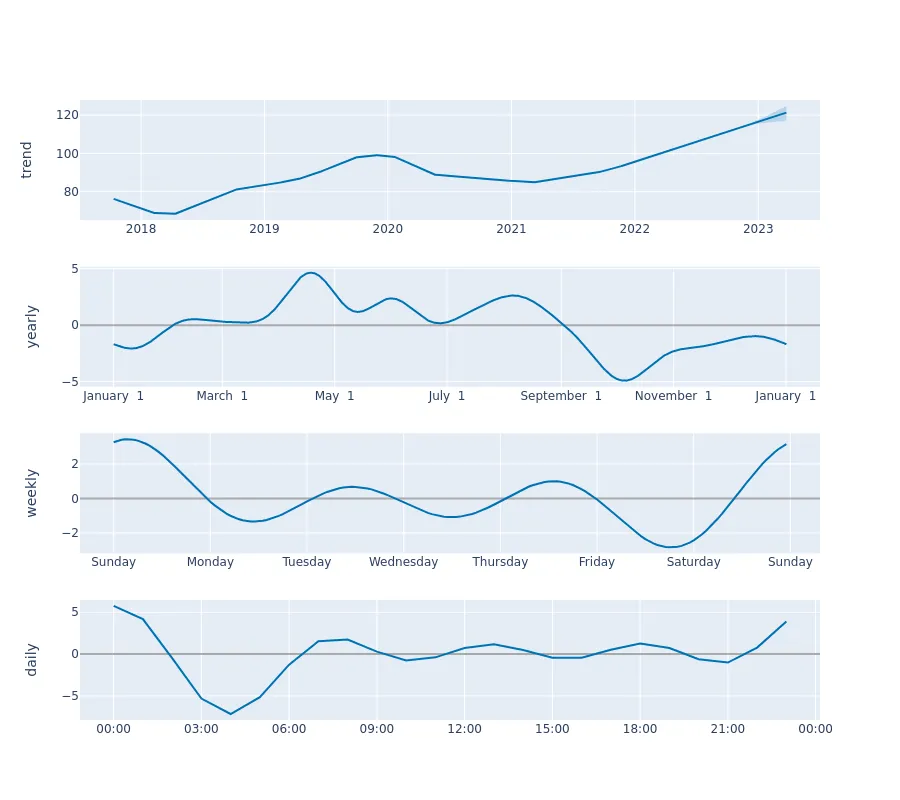 trend
120
100
80
2018 2019 2020 2021 2022 2023
yearly
5
0
−5
January 1 March 1 May 1 July 1 September 1 November 1 January 1
weekly
2
0
−2
Sunday Monday Tuesday Wednesday Thursday Friday Saturday Sunday
daily
5
0
−5
00:00 03:00 06:00 09:00 12:00 15:00 18:00 21:00 00:00